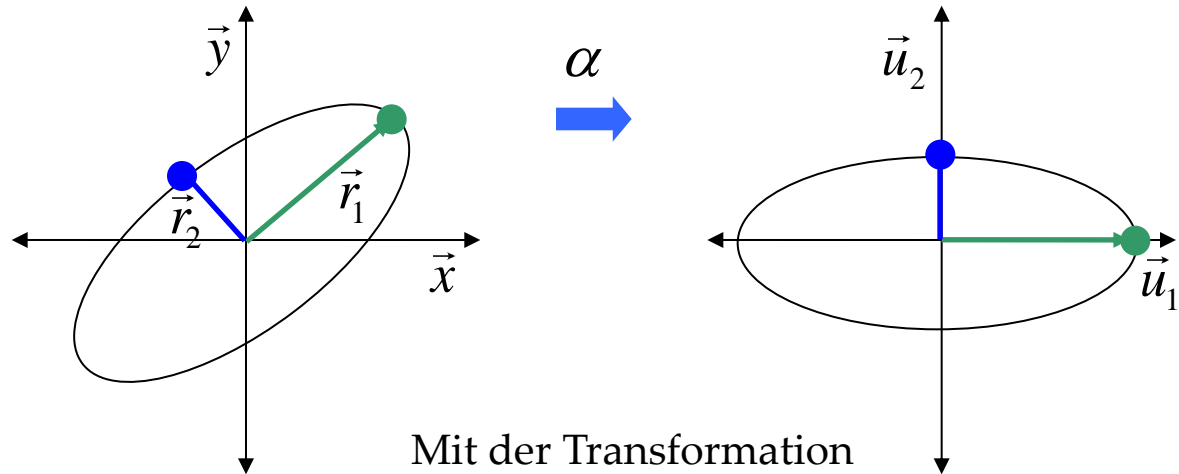 y⃗
α
u⃗₂
r⃗₁
r⃗₂
x⃗
u⃗₁
Mit der Transformation